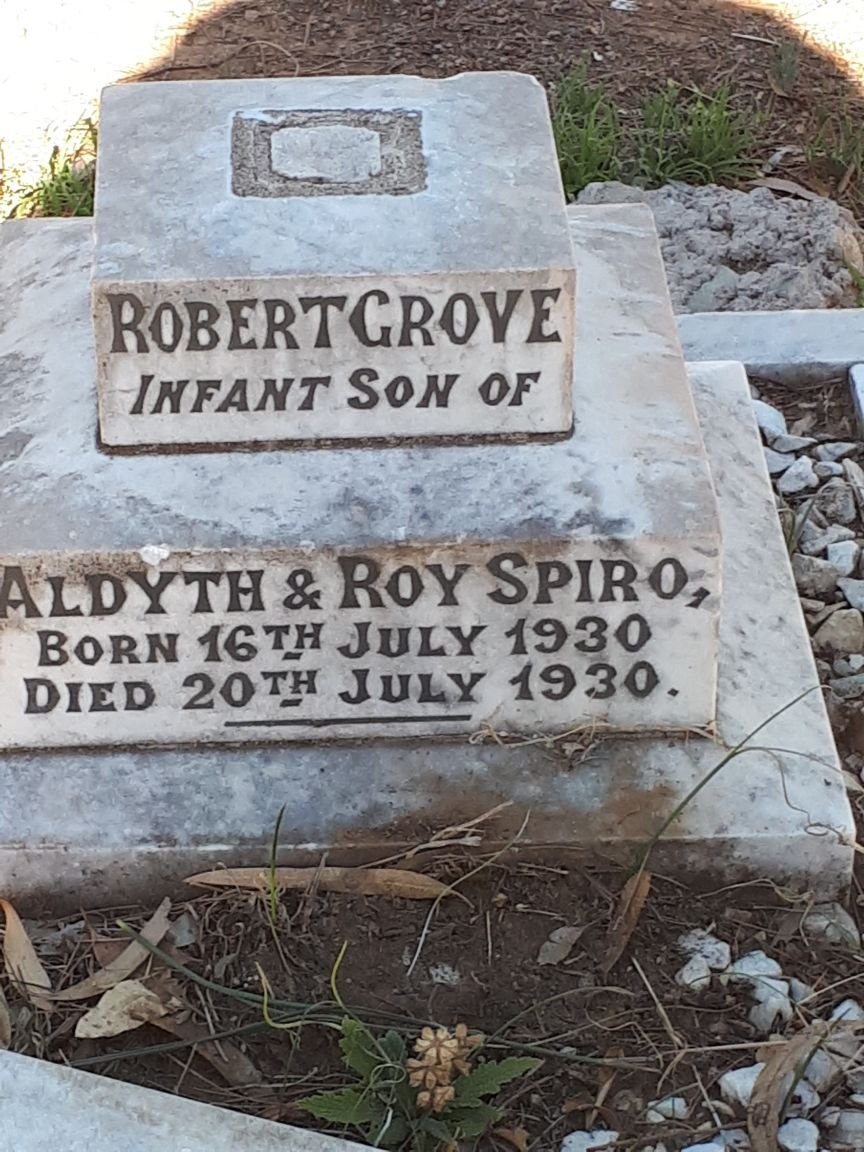 ROBERT GROVE
INFANT SON OF
ALDYTH & ROY SPIRO,
BORN 16TH JULY 1930
DIED 20TH JULY 1930.